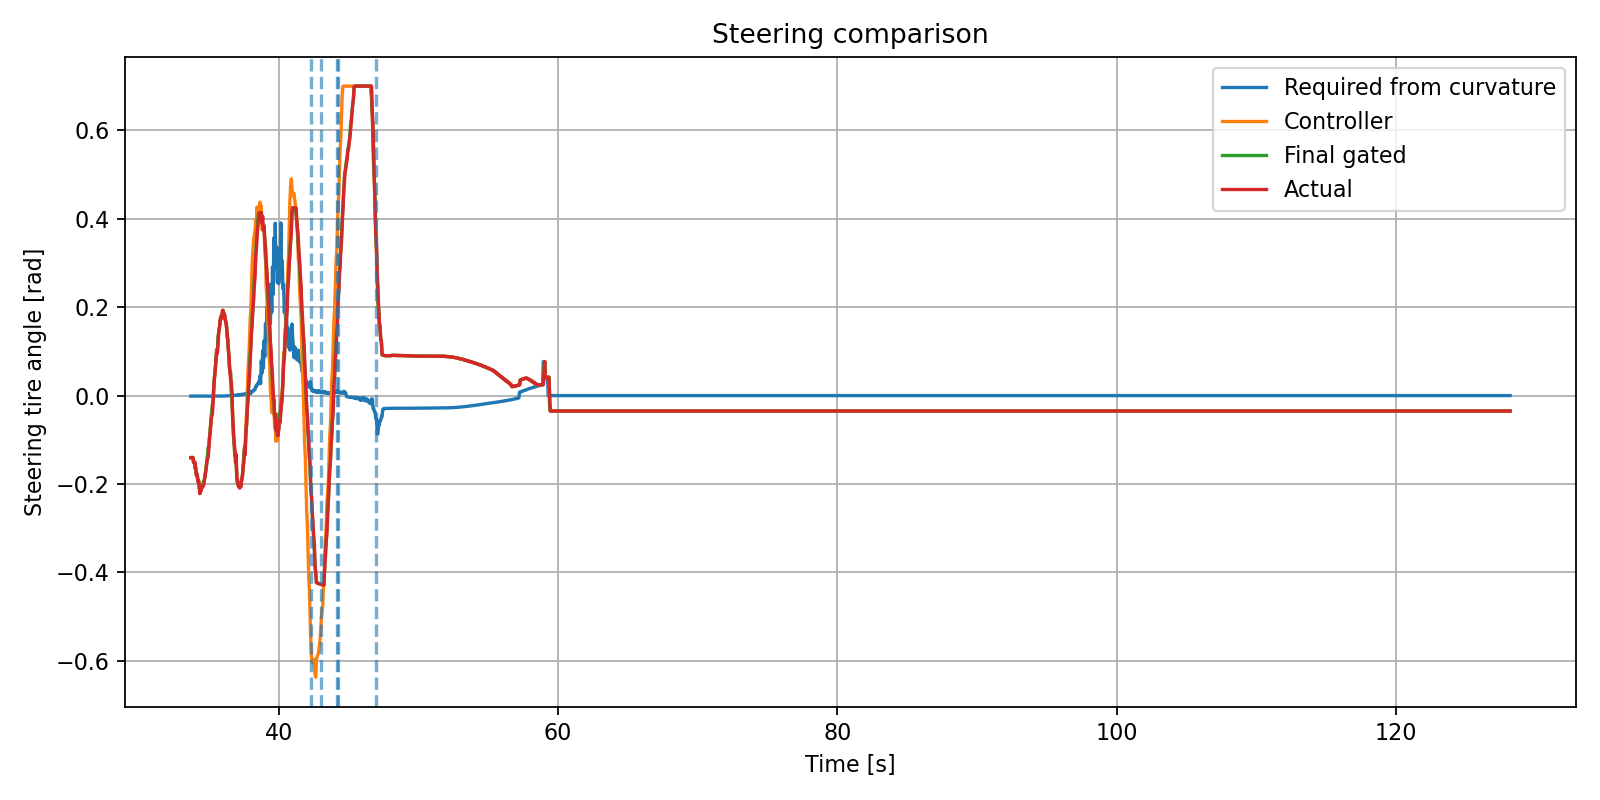 Steering comparison
Required from curvature
Controller
Final gated
Actual
Steering tire angle [rad]
0.6
0.4
0.2
0.0
−0.2
−0.4
−0.6
40 60 80 100 120
Time [s]